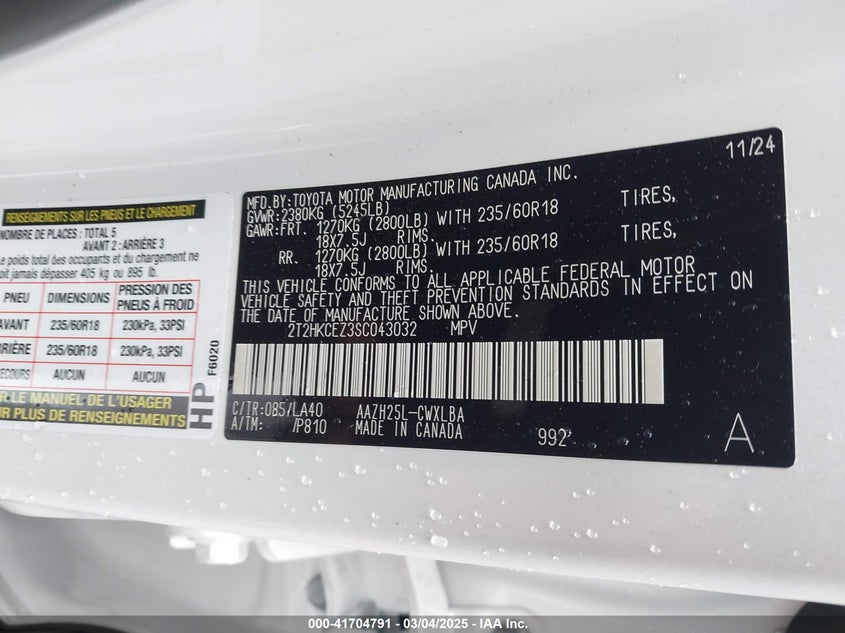 RENSEIGNEMENTS SUR LES PNEUS ET LE CHARGEMENT
NOMBRE DE PLACES : TOTAL 5
AVANT 2 : ARRIÈRE 3
Le poids total des occupants et du chargement ne
doit jamais dépasser 405 kg ou 895 lb.
PNEU DIMENSIONS PRESSION DES PNEUS À FROID
AVANT 235/60R18 230kPa, 33PSI
ARRIÈRE 235/60R18 230kPa, 33PSI
SECOURS AUCUN AUCUN
LE MANUEL DE L'USAGER
PLUS DE RENSEIGNEMENTS
HP
F6020
11/24
MFD.BY:TOYOTA MOTOR MANUFACTURING CANADA INC.
GVWR:2380KG (5245LB)
GAWR:FRT. 1270KG (2800LB) WITH 235/60R18 TIRES,
18X7.5J RIMS.
RR. 1270KG (2800LB) WITH 235/60R18 TIRES,
18X7.5J RIMS.
THIS VEHICLE CONFORMS TO ALL APPLICABLE FEDERAL MOTOR
VEHICLE SAFETY AND THEFT PREVENTION STANDARDS IN EFFECT ON
THE DATE OF MANUFACTURE SHOWN ABOVE.
2T2HKCEZ3SC043032 MPV
C/TR:085/LA40 AAZH25L-CWXLBA
A/TM: /P810 MADE IN CANADA 992
A
000-41704791 - 03/04/2025 - IAA Inc.